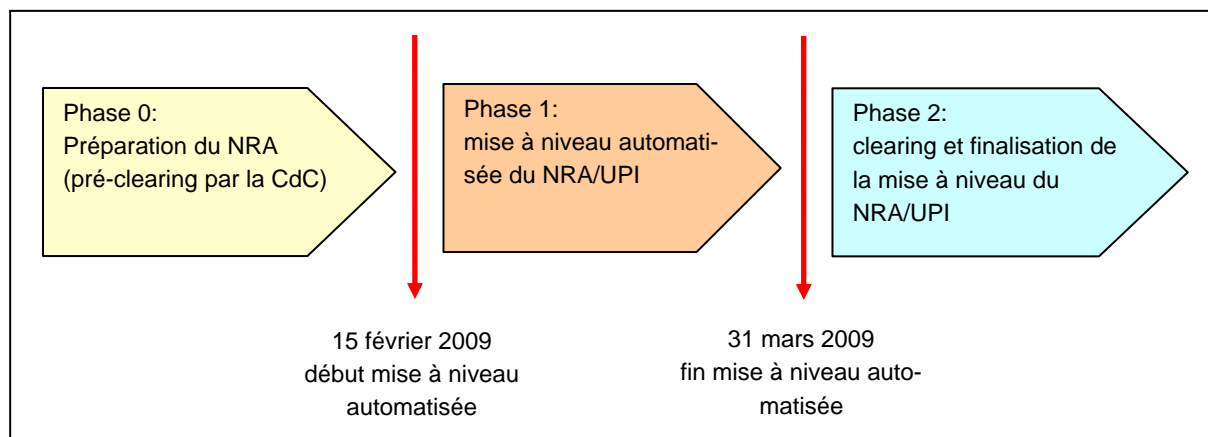 Phase 0:
Préparation du NRA
(pré-clearing par la CdC)
Phase 1:
mise à niveau automati-
sée du NRA/UPI
Phase 2:
clearing et finalisation de
la mise à niveau du
NRA/UPI
15 février 2009
début mise à niveau
automatisée
31 mars 2009
fin mise à niveau auto-
matisée